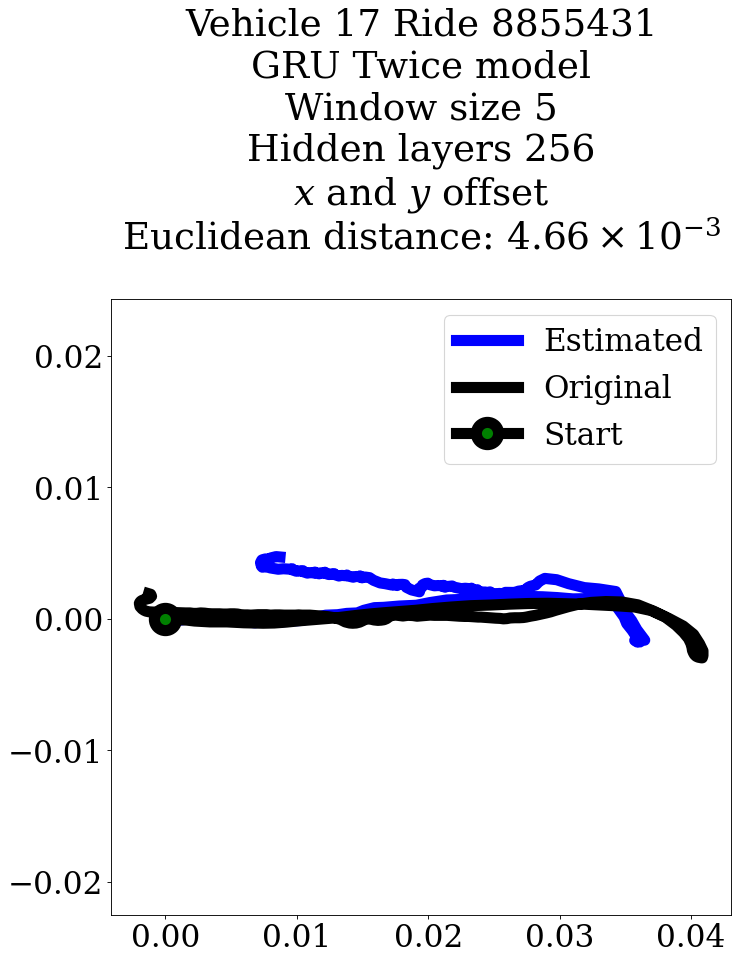 Vehicle 17 Ride 8855431
GRU Twice model
Window size 5
Hidden layers 256
x and y offset
Euclidean distance: 4.66 × 10⁻³
Estimated
Original
Start
0.02
0.01
0.00
−0.01
−0.02
0.00 0.01 0.02 0.03 0.04